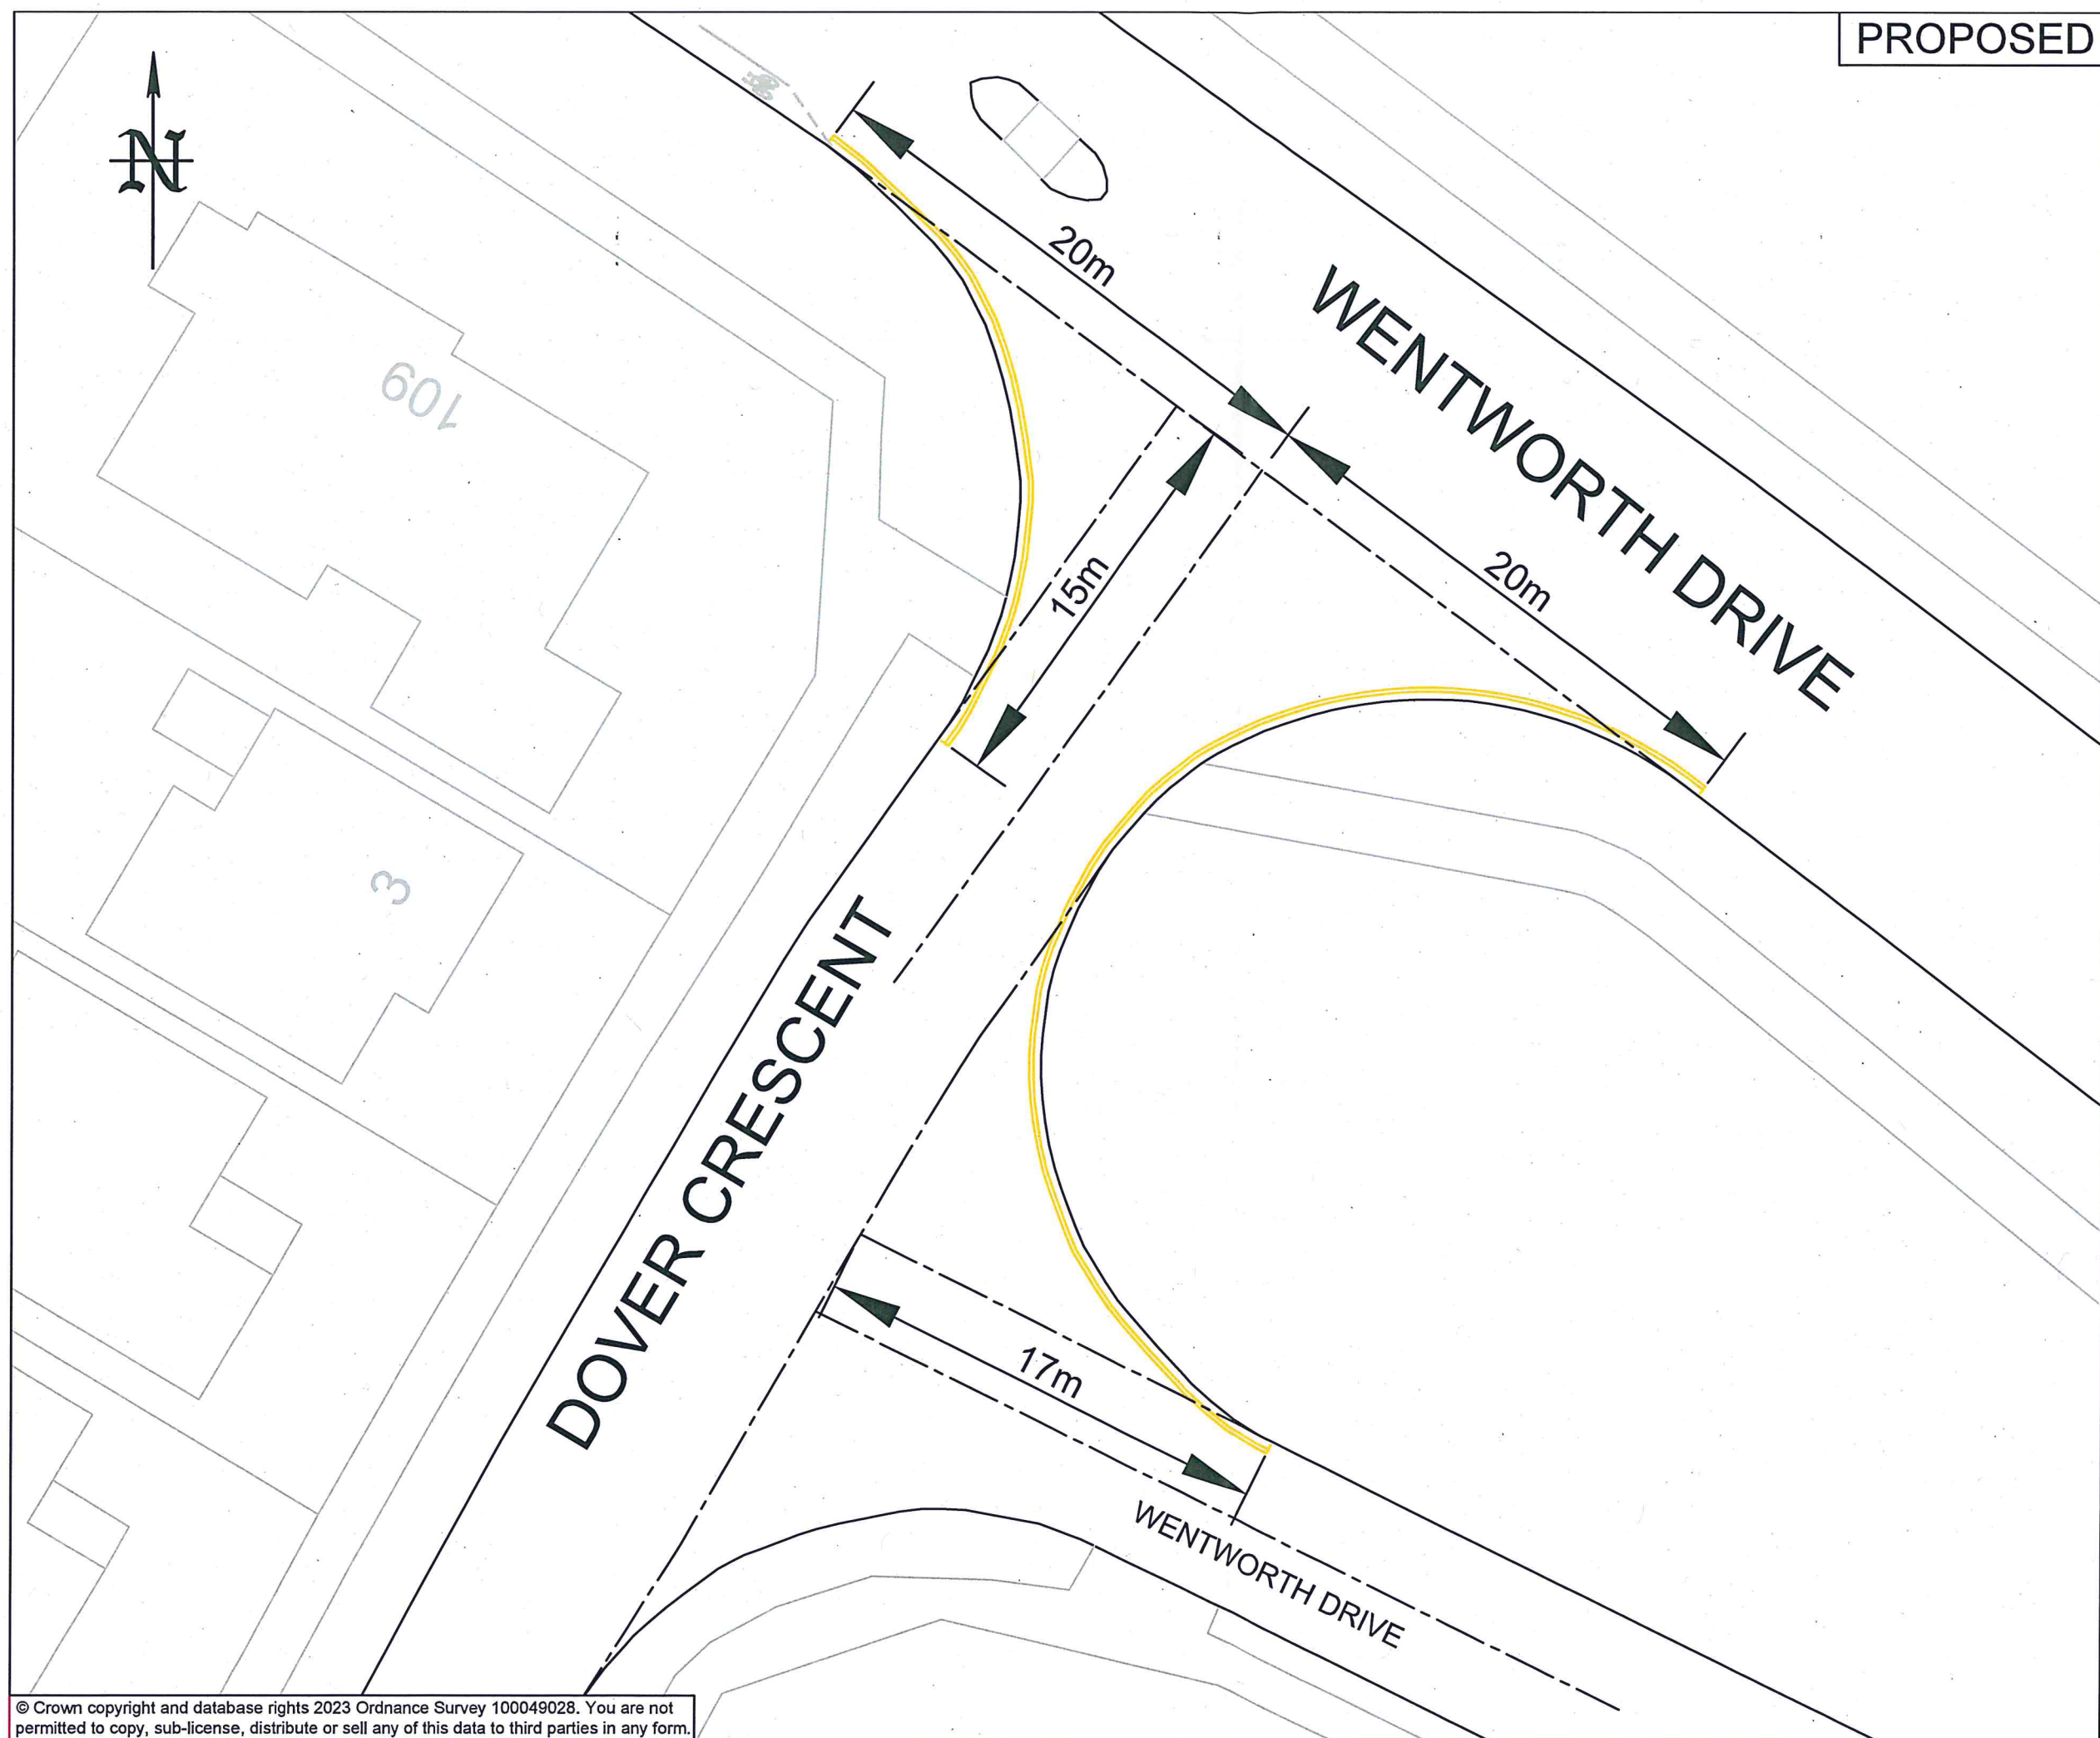 PROPOSED
N
20m
WENTWORTH DRIVE
109
15m
20m
3
DOVER CRESCENT
17m
WENTWORTH DRIVE
© Crown copyright and database rights 2023 Ordnance Survey 100049028. You are not
permitted to copy, sub-license, distribute or sell any of this data to third parties in any form.